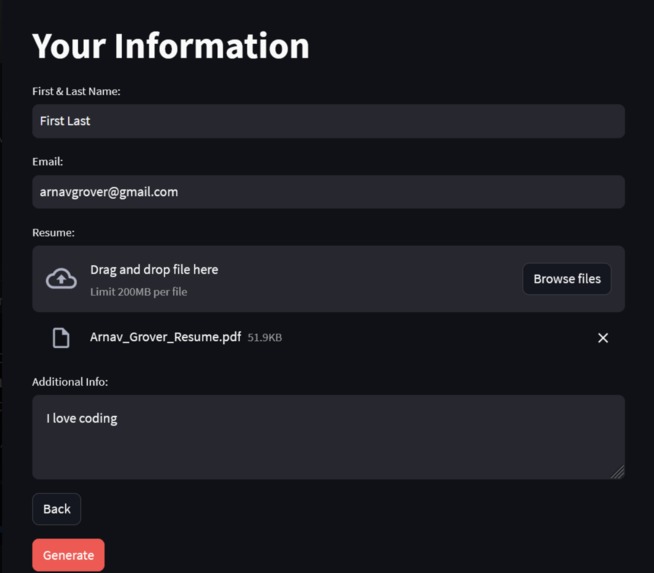 Your Information
First & Last Name:
First Last
Email:
arnavgrover@gmail.com
Resume:
Drag and drop file here
Limit 200MB per file
Browse files
Arnav_Grover_Resume.pdf 51.9KB
Additional Info:
I love coding
Back
Generate